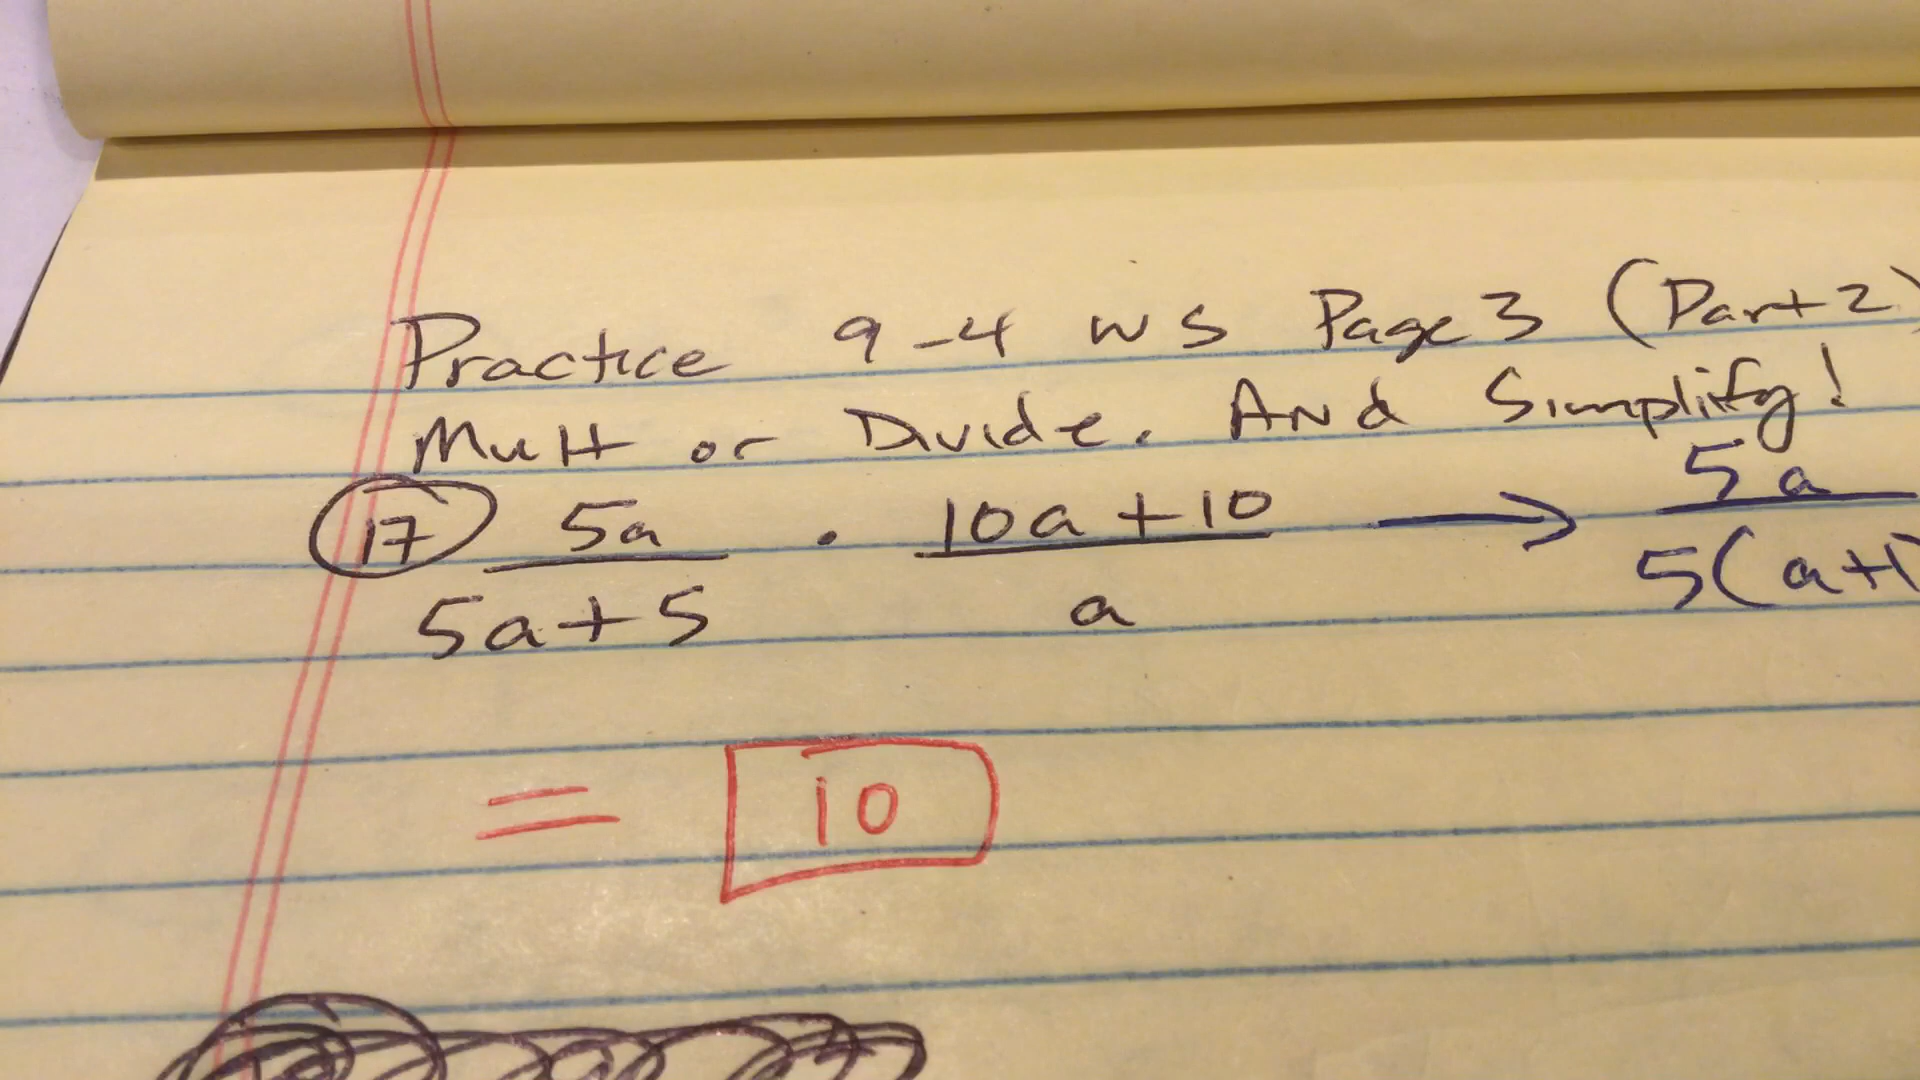 Practice 9-4 WS Page 3 (Part 2)
Mult or Divide. And Simplify!
17 5a/5a+5 · 10a+10/a → 5a/5(a+1)
= 10